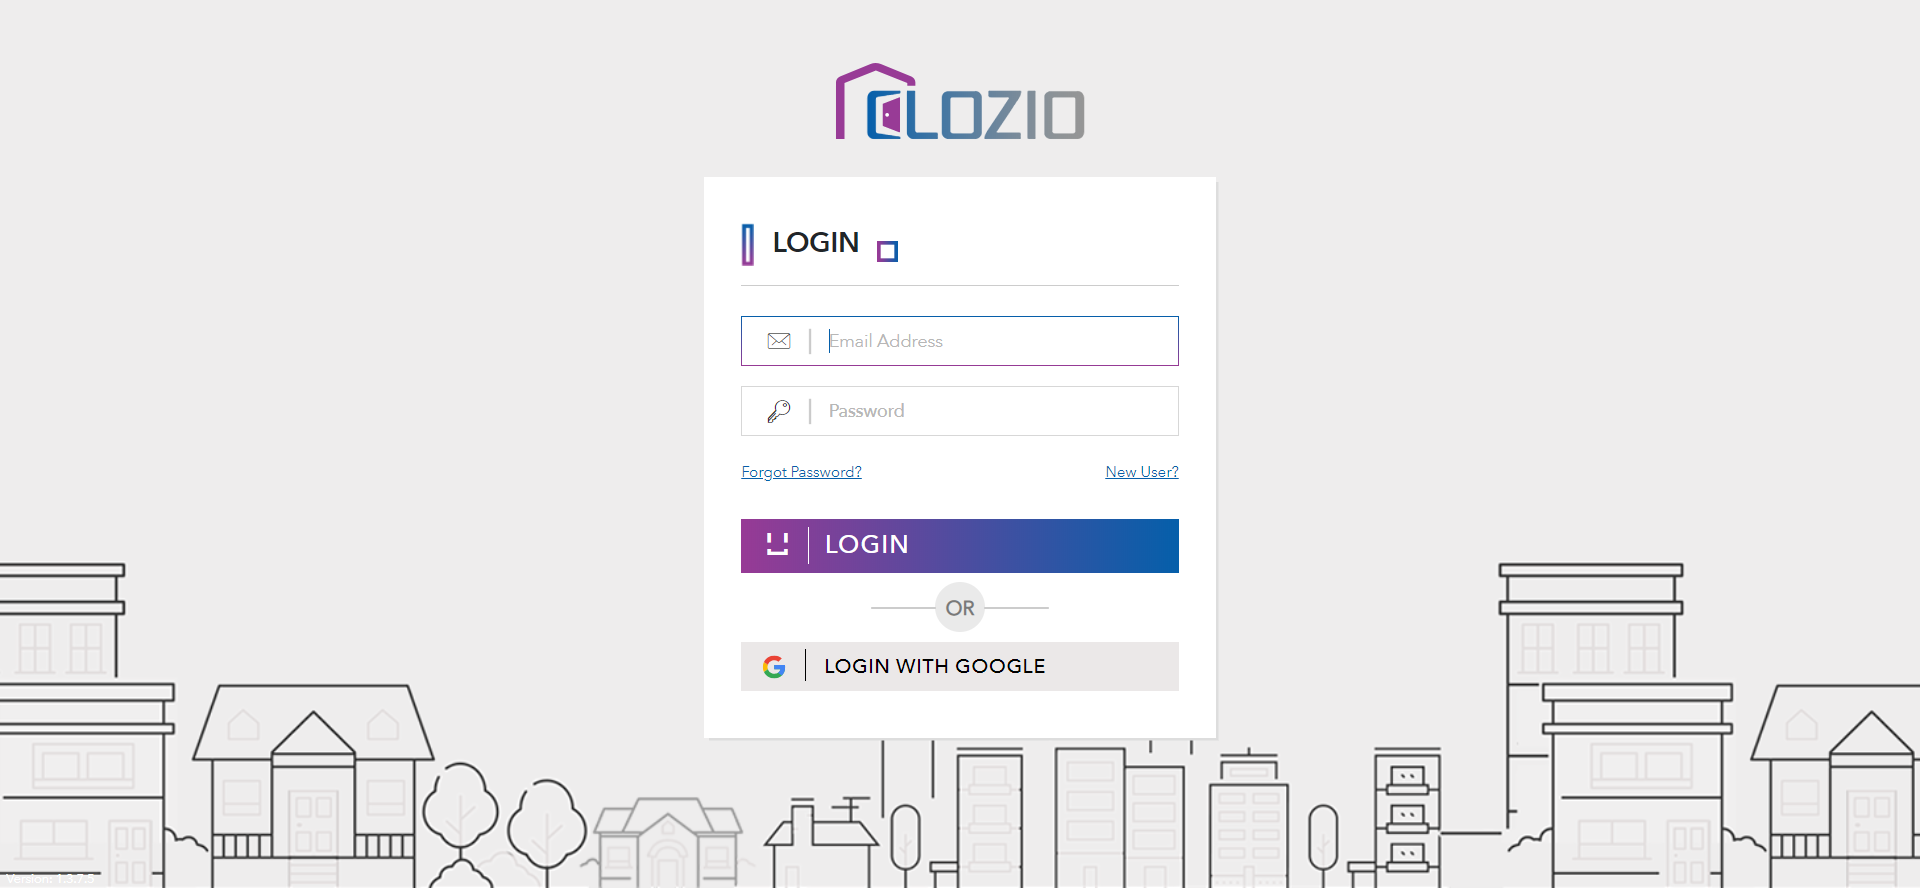 CLOZIO
LOGIN
Email Address
Password
Forgot Password? New User?
LOGIN
OR
LOGIN WITH GOOGLE
Version: 1.3.7.5